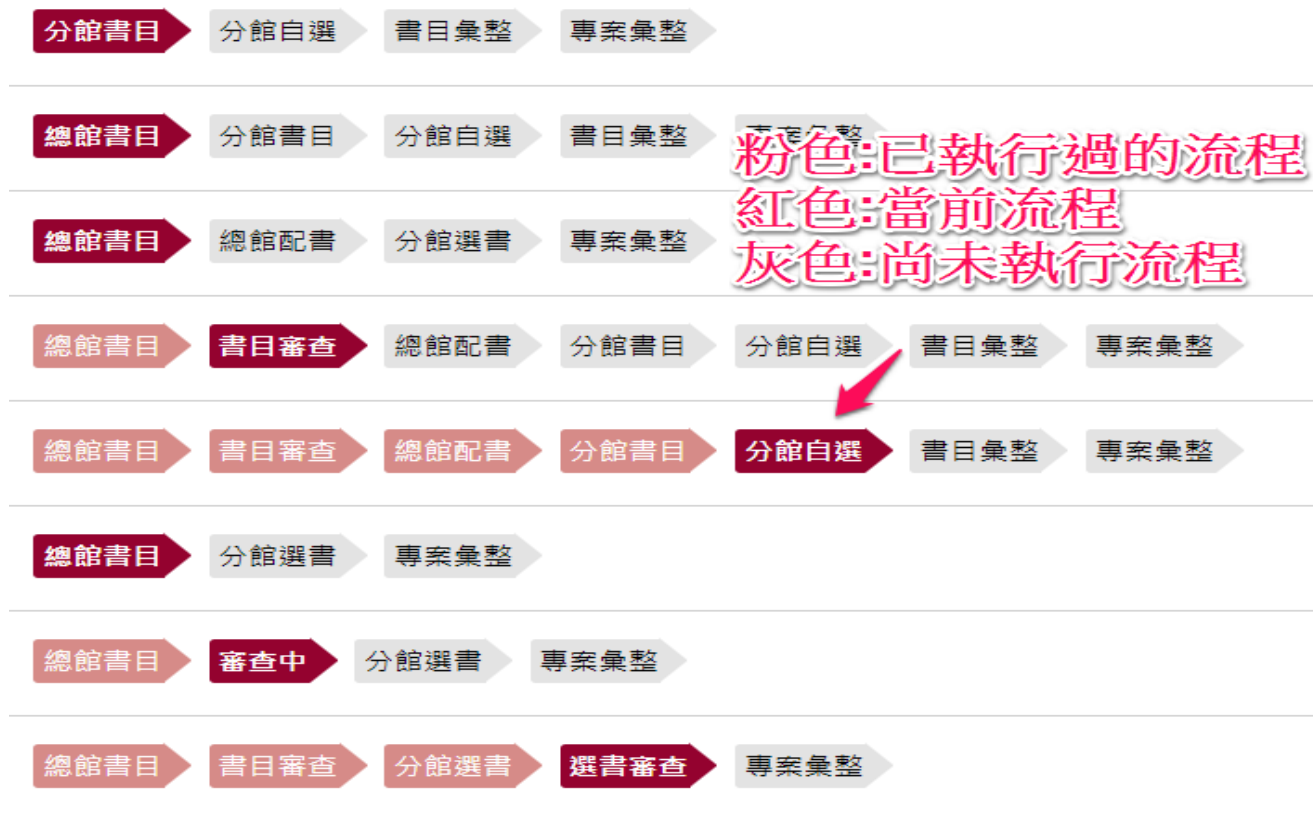 分館書目 分館自選 書目彙整 專案彙整
總館書目 分館書目 分館自選 書目彙整 專案彙整
粉色:已執行過的流程
紅色:當前流程
總館書目 總館配書 分館選書 專案彙整
灰色:尚未執行流程
總館書目 書目審查 總館配書 分館書目 分館自選 書目彙整 專案彙整
總館書目 書目審查 總館配書 分館書目 分館自選 書目彙整 專案彙整
總館書目 分館選書 專案彙整
總館書目 審查中 分館選書 專案彙整
總館書目 書目審查 分館選書 選書審查 專案彙整